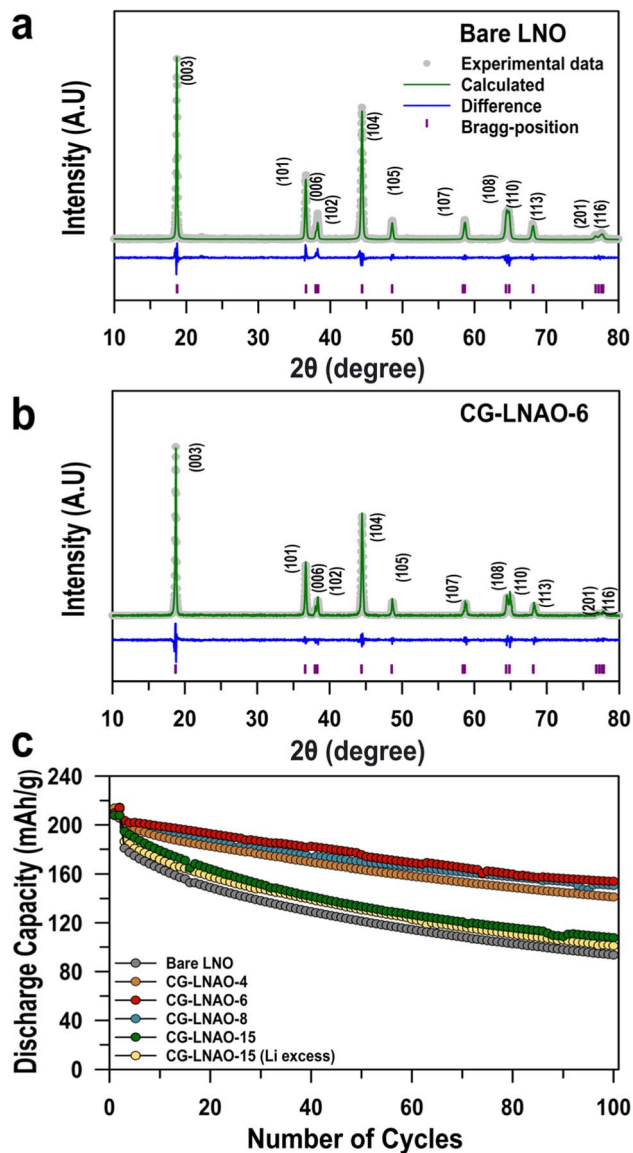 a
Bare LNO
Experimental data
Calculated
Difference
Bragg-position
Intensity (A.U)
(003)
(101)
(006)
(102)
(104)
(105)
(107)
(108)
(110)
(113)
(201)
(116)
10 20 30 40 50 60 70 80
2θ (degree)
b
CG-LNAO-6
Intensity (A.U)
(003)
(101)
(006)
(102)
(104)
(105)
(107)
(108)
(110)
(113)
(201)
(116)
10 20 30 40 50 60 70 80
2θ (degree)
c
Discharge Capacity (mAh/g)
240
200
160
120
80
40
0
Bare LNO
CG-LNAO-4
CG-LNAO-6
CG-LNAO-8
CG-LNAO-15
CG-LNAO-15 (Li excess)
0 20 40 60 80 100
Number of Cycles